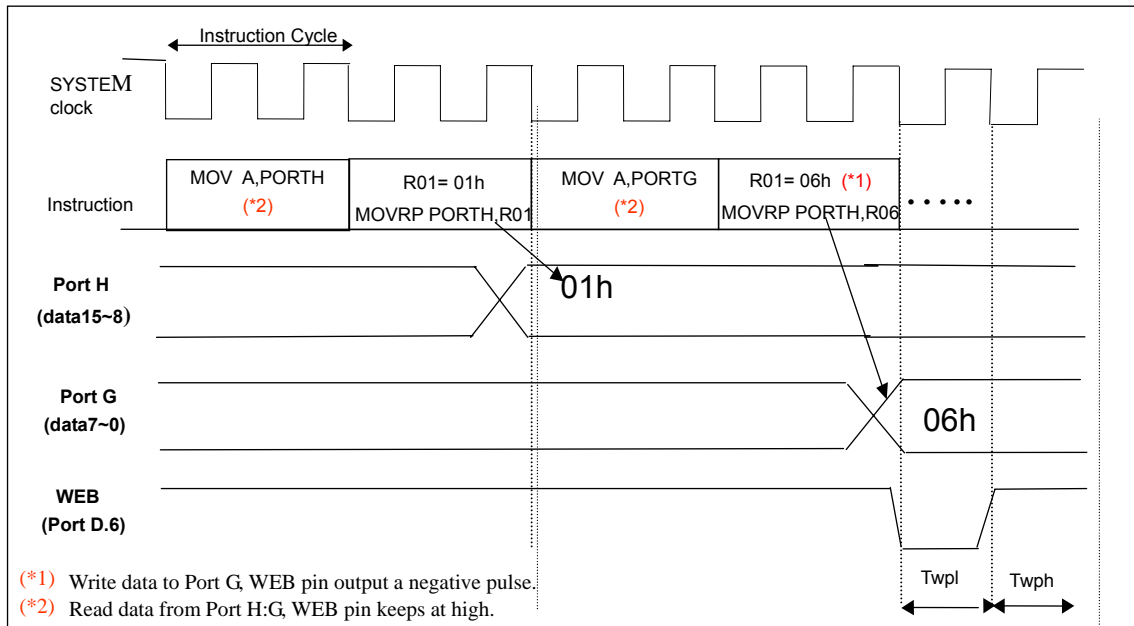 Instruction Cycle
SYSTEM
clock
Instruction
MOV A,PORTH
(*2)
R01= 01h
MOVRP PORTH,R01
MOV A,PORTG
(*2)
R01= 06h (*1)
MOVRP PORTH,R06
.....
Port H
(data15~8)
01h
Port G
(data7~0)
06h
WEB
(Port D.6)
Twpl
Twph
(*1) Write data to Port G, WEB pin output a negative pulse.
(*2) Read data from Port H:G, WEB pin keeps at high.